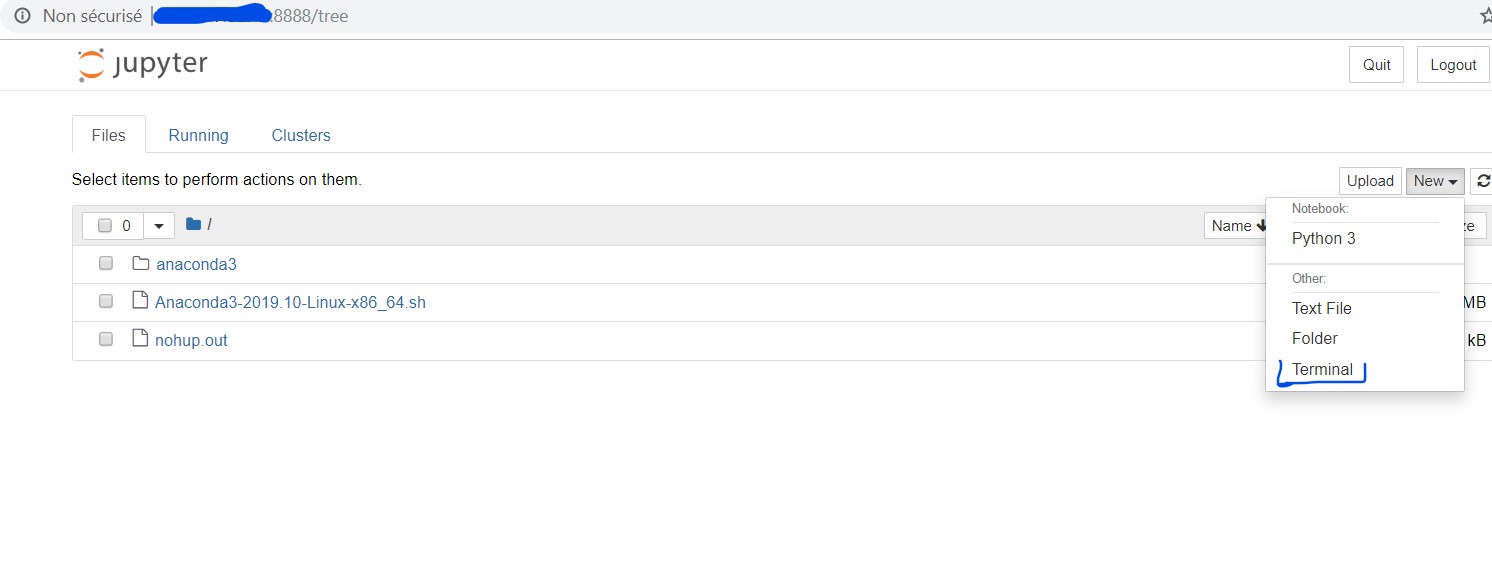 Non sécurisé :8888/tree
jupyter
Quit
Logout
Files
Running
Clusters
Select items to perform actions on them.
Upload
New
0
/
Name
ze
Notebook:
Python 3
Other:
Text File
Folder
Terminal
anaconda3
Anaconda3-2019.10-Linux-x86_64.sh
MB
nohup.out
kB